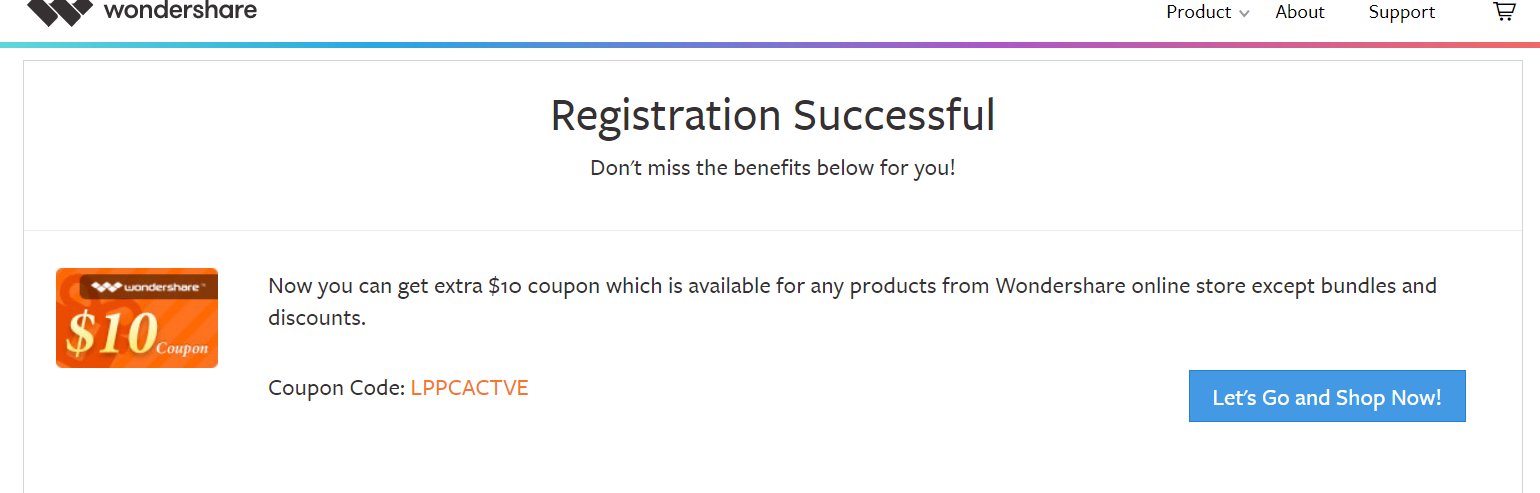 wondershare
Product About Support
Registration Successful
Don't miss the benefits below for you!
wondershare™
$10 Coupon
Now you can get extra $10 coupon which is available for any products from Wondershare online store except bundles and
discounts.
Coupon Code: LPPCACTVE
Let's Go and Shop Now!